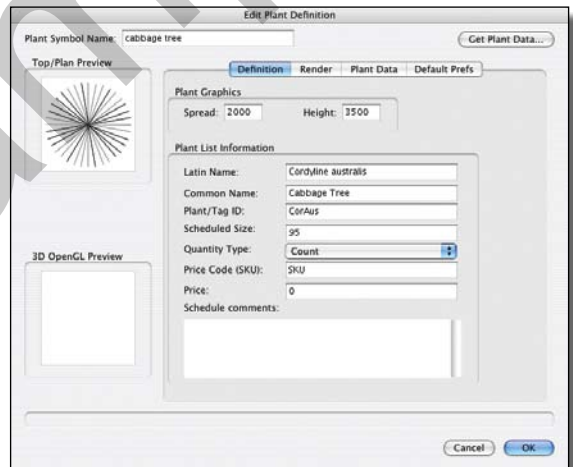 Edit Plant Definition
Plant Symbol Name: cabbage tree
Get Plant Data...
Top/Plan Preview
Definition Render Plant Data Default Prefs
Plant Graphics
Spread: 2000 Height: 3500
Plant List Information
Latin Name: Cordyline australis
Common Name: Cabbage Tree
Plant/Tag ID: CorAus
Scheduled Size: 95
3D OpenGL Preview
Quantity Type: Count
Price Code (SKU): SKU
Price: 0
Schedule comments:
Cancel OK